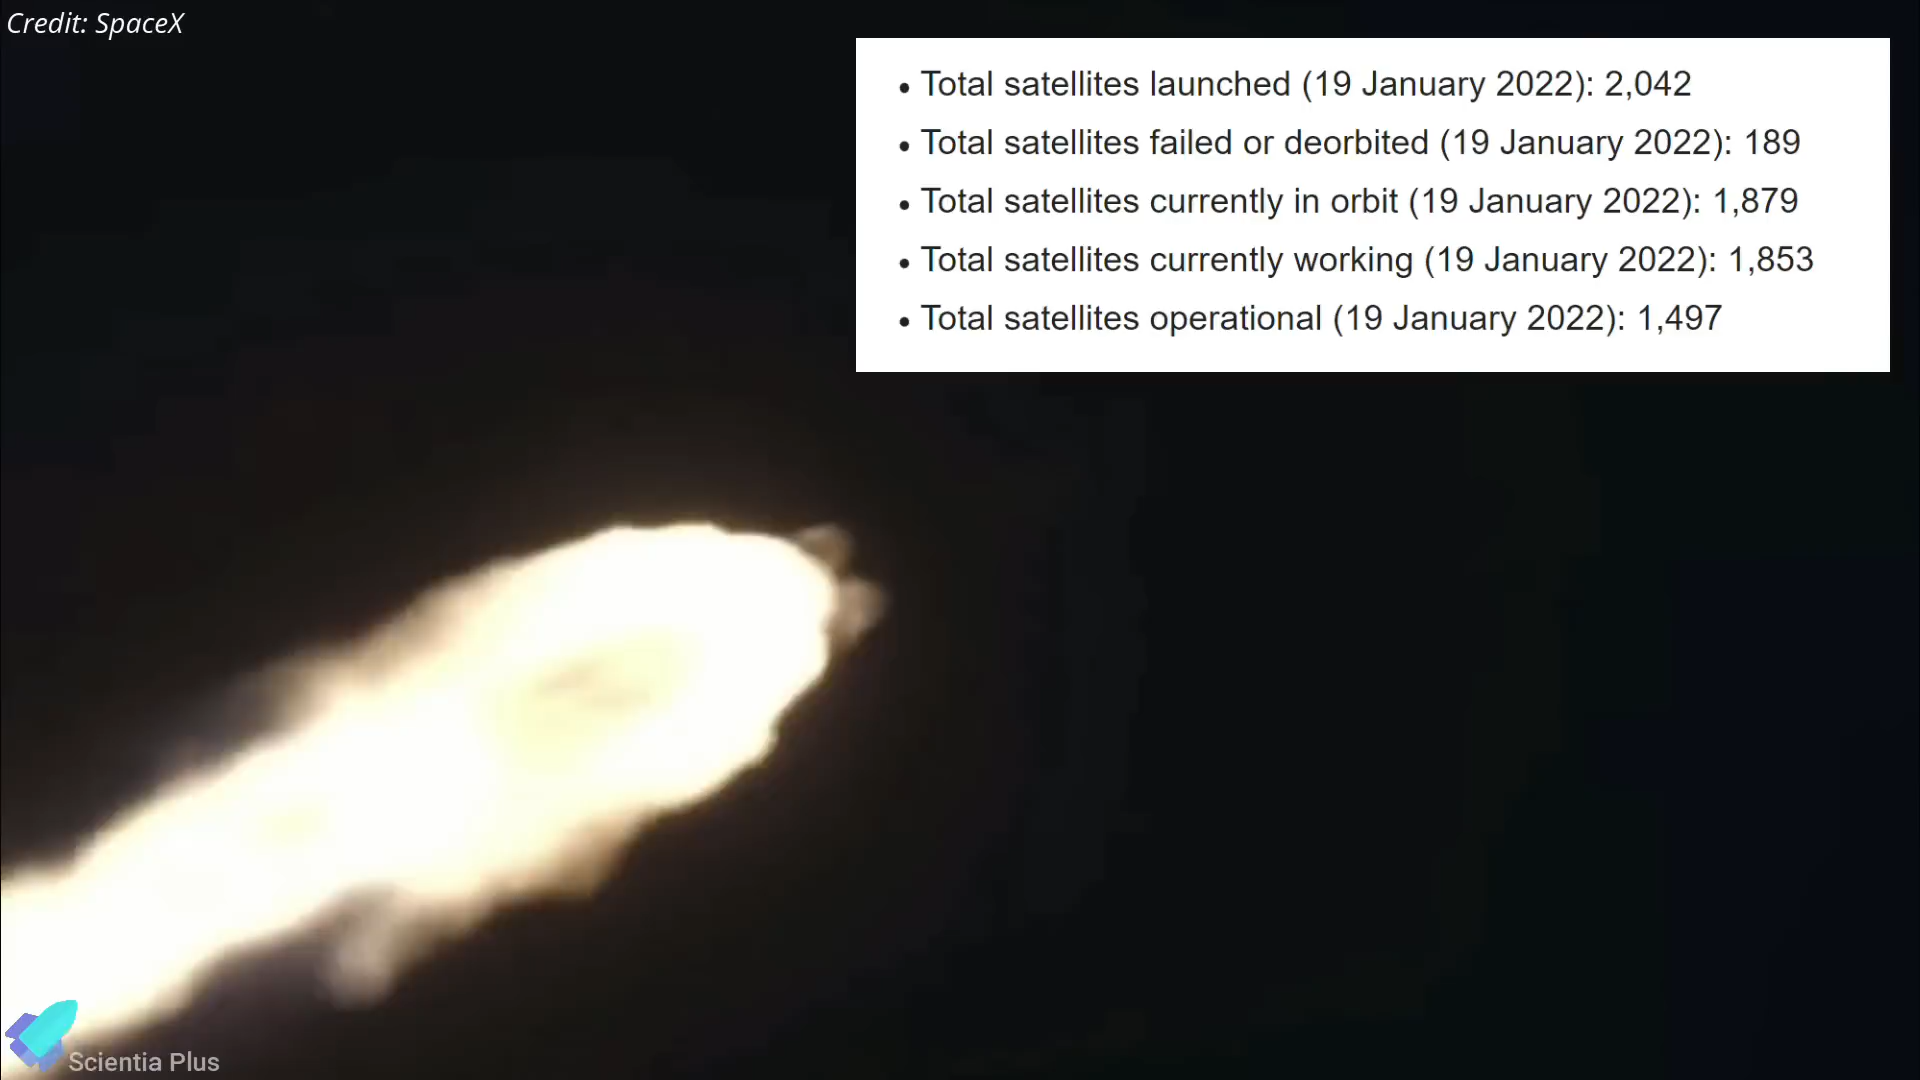 Credit: SpaceX
• Total satellites launched (19 January 2022): 2,042
• Total satellites failed or deorbited (19 January 2022): 189
• Total satellites currently in orbit (19 January 2022): 1,879
• Total satellites currently working (19 January 2022): 1,853
• Total satellites operational (19 January 2022): 1,497
Scientia Plus